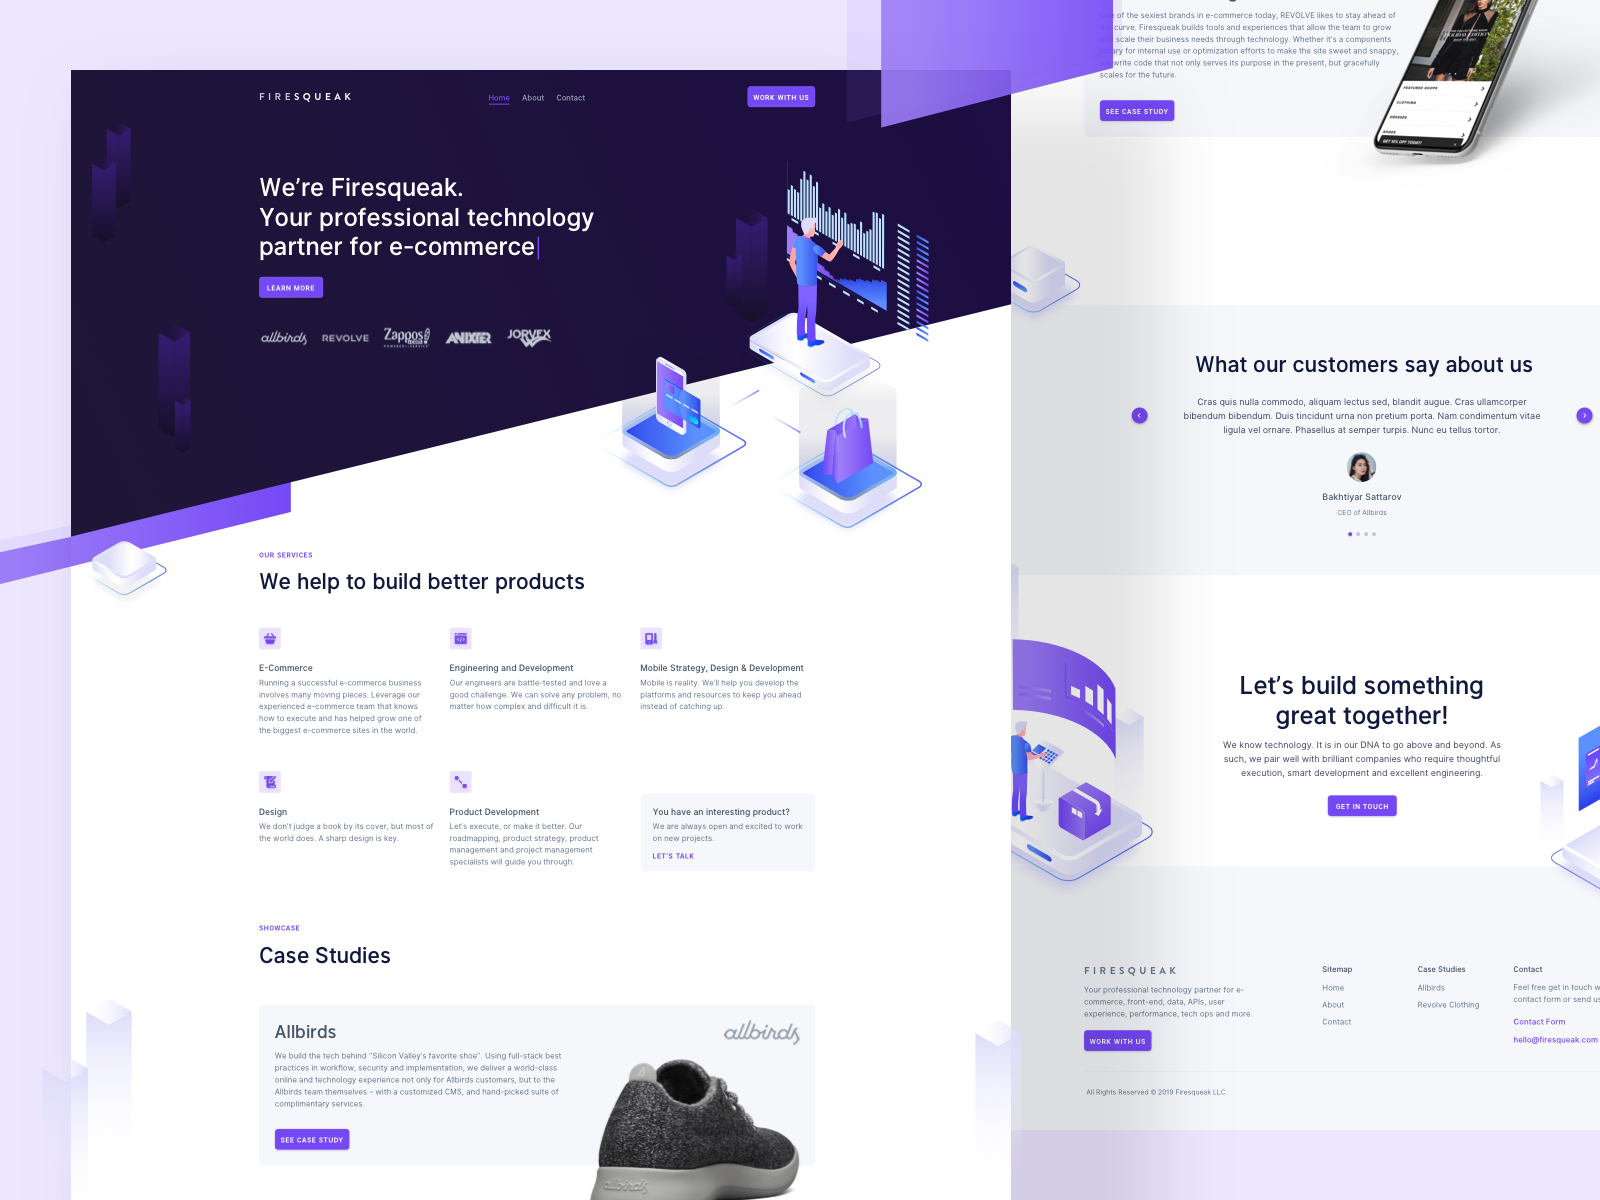 FIRESQUEAK
Home
About
Contact
WORK WITH US
We're Firesqueak.
Your professional technology
partner for e-commerce
LEARN MORE
allbirds
REVOLVE
Zappos
ANIXTER
JORVEX
OUR SERVICES
We help to build better products
E-Commerce
Running a successful e-commerce business
involves many moving pieces. Leverage our
experienced e-commerce team that knows
how to execute and has helped grow one of
the biggest e-commerce sites in the world.
Engineering and Development
Our engineers are battle-tested and love a
good challenge. We can solve any problem, no
matter how complex and difficult it is.
Mobile Strategy, Design & Development
Mobile is reality. We'll help you develop the
platforms and resources to keep you ahead
instead of catching up.
Design
We don't judge a book by its cover, but most of
the world does. A sharp design is key.
Product Development
Let's execute, or make it better. Our
roadmapping, product strategy, product
management and project management
specialists will guide you through.
You have an interesting product?
We are always open and excited to work
on new projects.
LET'S TALK
SHOWCASE
Case Studies
Allbirds
allbirds
We build the tech behind "Silicon Valley's favorite shoe". Using full-stack best
practices in workflow, security and implementation, we deliver a world-class
online and technology experience not only for Allbirds customers, but to the
Allbirds team themselves – with a customized CMS, and hand-picked suite of
complimentary services.
SEE CASE STUDY
allbirds
of the sexiest brands in e-commerce today, REVOLVE likes to stay ahead of
curve. Firesqueak builds tools and experiences that allow the team to grow
scale their business needs through technology. Whether it's a components
for internal use or optimization efforts to make the site sweet and snappy,
write code that not only serves its purpose in the present, but gracefully
scales for the future.
SEE CASE STUDY
FEATURED SHOPS
CLOTHING
DRESSES
SHOES
GET 10% OFF TODAY!
What our customers say about us
Cras quis nulla commodo, aliquam lectus sed, blandit augue. Cras ullamcorper
bibendum bibendum. Duis tincidunt urna non pretium porta. Nam condimentum vitae
ligula vel ornare. Phasellus at semper turpis. Nunc eu tellus tortor.
Bakhtiyar Sattarov
CEO of Allbirds
Let's build something
great together!
We know technology. It is in our DNA to go above and beyond. As
such, we pair well with brilliant companies who require thoughtful
execution, smart development and excellent engineering.
GET IN TOUCH
FIRESQUEAK
Your professional technology partner for e-
commerce, front-end, data, APIs, user
experience, performance, tech ops and more.
WORK WITH US
Sitemap
Home
About
Contact
Case Studies
Allbirds
Revolve Clothing
Contact
Feel free get in touch
contact form or send us
Contact Form
hello@firesqueak.com
All Rights Reserved © 2019 Firesqueak LLC.